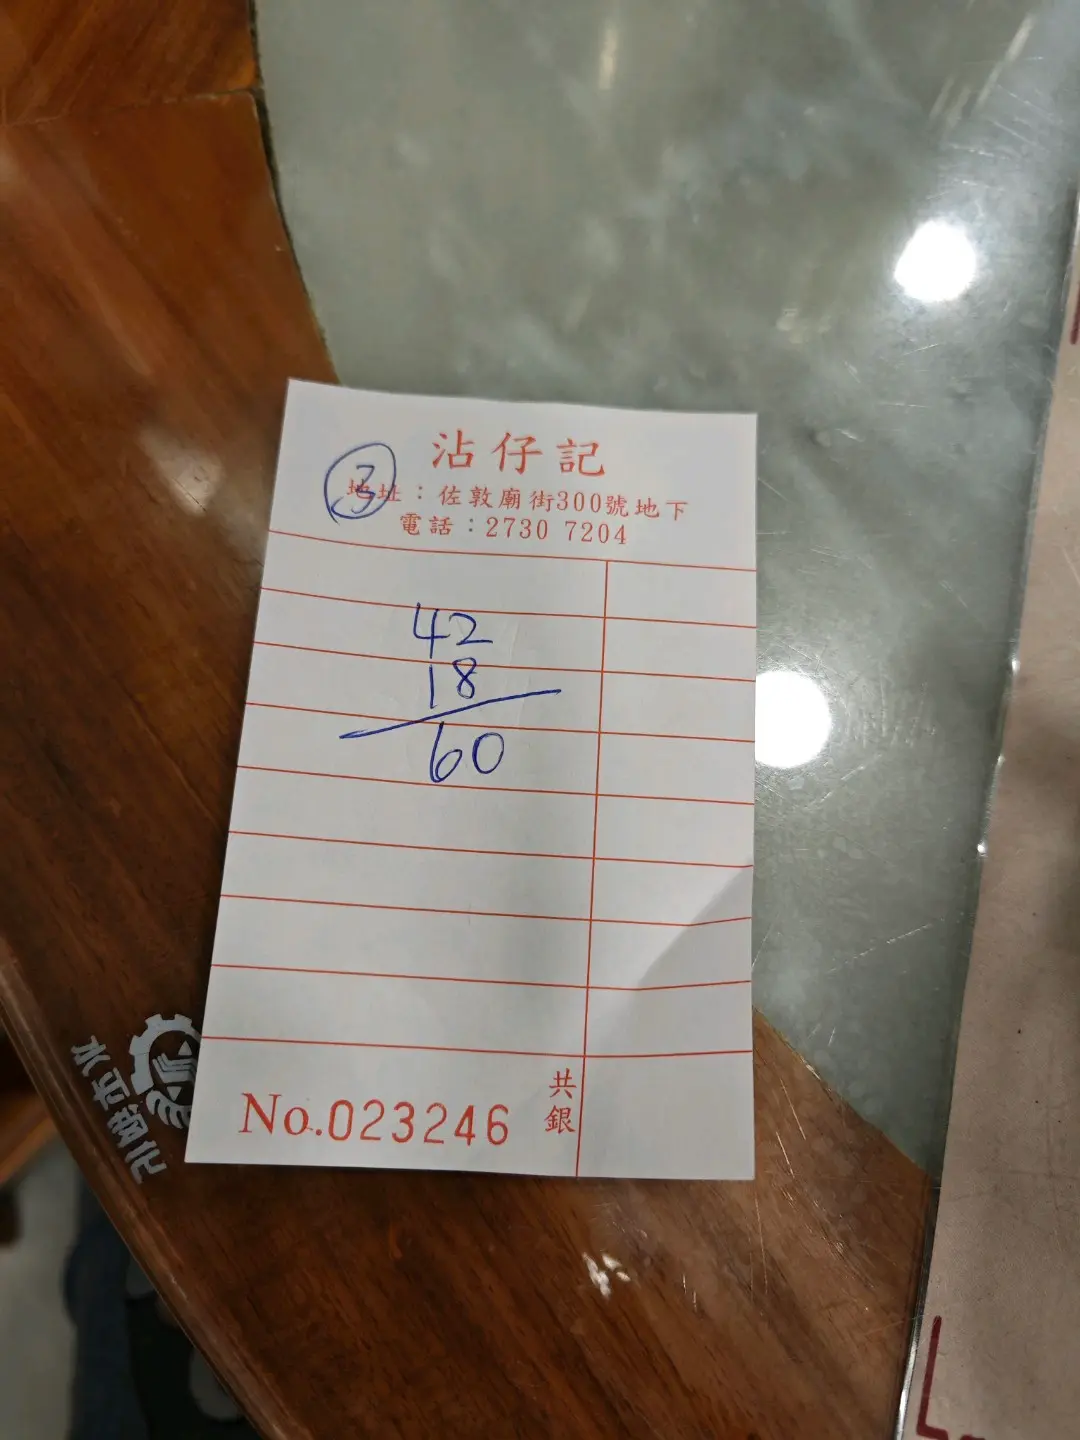 沾仔記
③
地址：佐敦廟街300號地下
電話：2730 7204
42
18
60
No.023246
共銀